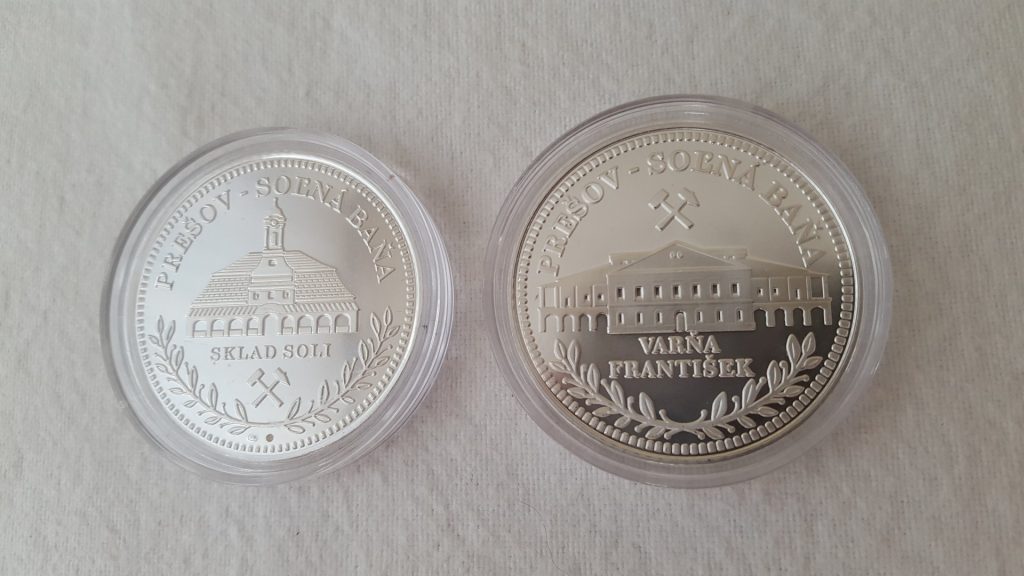 PREŠOV - SOĽNÁ BAŇA
SKLAD SOLI
PREŠOV - SOĽNÁ BAŇA
VARŇA
FRANTIŠEK